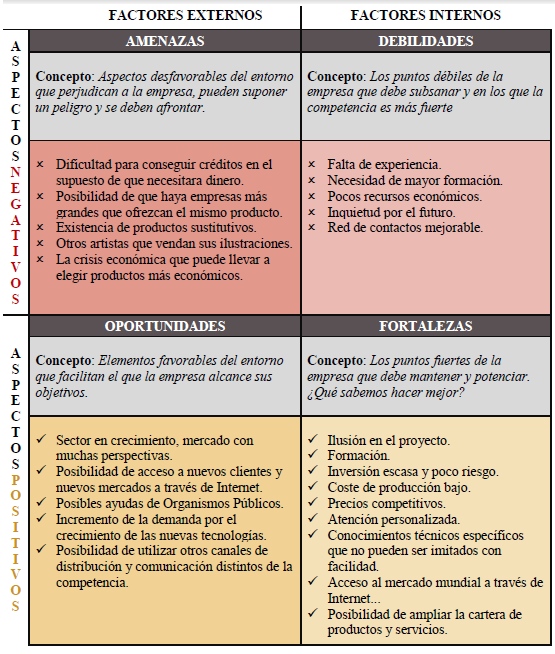 FACTORES EXTERNOS
FACTORES INTERNOS
ASPECTOS NEGATIVOS
AMENAZAS
Concepto: Aspectos desfavorables del entorno
que perjudican a la empresa, pueden suponer
un peligro y se deben afrontar.
× Dificultad para conseguir créditos en el
supuesto de que necesitara dinero.
× Posibilidad de que haya empresas más
grandes que ofrezcan el mismo producto.
× Existencia de productos sustitutivos.
× Otros artistas que vendan sus ilustraciones.
× La crisis económica que puede llevar a
elegir productos más económicos.
DEBILIDADES
Concepto: Los puntos débiles de la
empresa que debe subsanar y en los que la
competencia es más fuerte
× Falta de experiencia.
× Necesidad de mayor formación.
× Pocos recursos económicos.
× Inquietud por el futuro.
× Red de contactos mejorable.
ASPECTOS POSITIVOS
OPORTUNIDADES
Concepto: Elementos favorables del entorno
que facilitan el que la empresa alcance sus
objetivos.
✓ Sector en crecimiento, mercado con
muchas perspectivas.
✓ Posibilidad de acceso a nuevos clientes y
nuevos mercados a través de Internet.
✓ Posibles ayudas de Organismos Públicos.
✓ Incremento de la demanda por el
crecimiento de las nuevas tecnologías.
✓ Posibilidad de utilizar otros canales de
distribución y comunicación distintos de la
competencia.
FORTALEZAS
Concepto: Los puntos fuertes de la
empresa que debe mantener y potenciar.
¿Qué sabemos hacer mejor?
✓ Ilusión en el proyecto.
✓ Formación.
✓ Inversión escasa y poco riesgo.
✓ Coste de producción bajo.
✓ Precios competitivos.
✓ Atención personalizada.
✓ Conocimientos técnicos específicos
que no pueden ser imitados con
facilidad.
✓ Acceso al mercado mundial a través de
Internet...
✓ Posibilidad de ampliar la cartera de
productos y servicios.